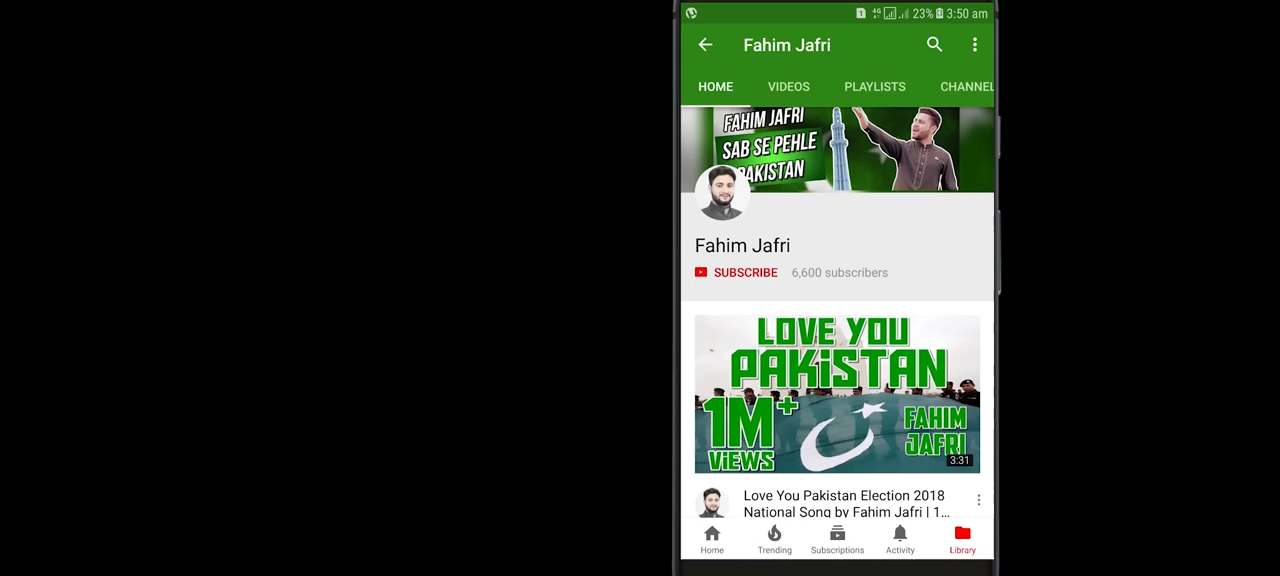 4G 23% 3:50 am
Fahim Jafri
HOME VIDEOS PLAYLISTS CHANNEL
FAHIM JAFRI
SAB SE PEHLE
PAKISTAN
Fahim Jafri
SUBSCRIBE 6,600 subscribers
LOVE YOU
PAKiSTAN
1M+
ViEWS
FAHIM
JAFRI
3:31
Love You Pakistan Election 2018
National Song by Fahim Jafri | 1...
Home Trending Subscriptions Activity Library